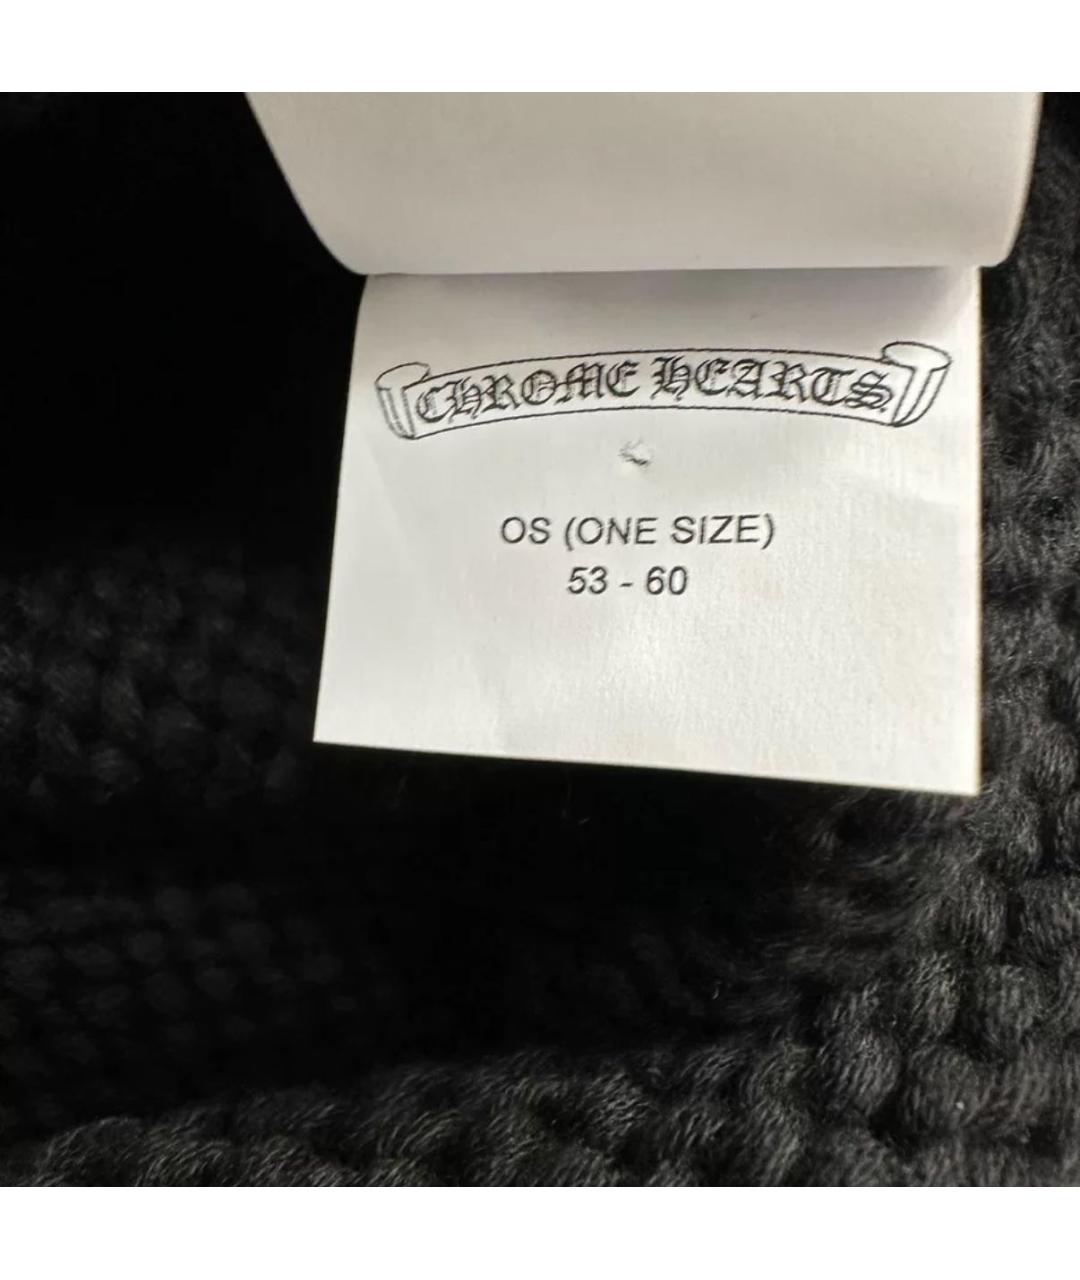 CHROME HEARTS
OS (ONE SIZE)
53 - 60